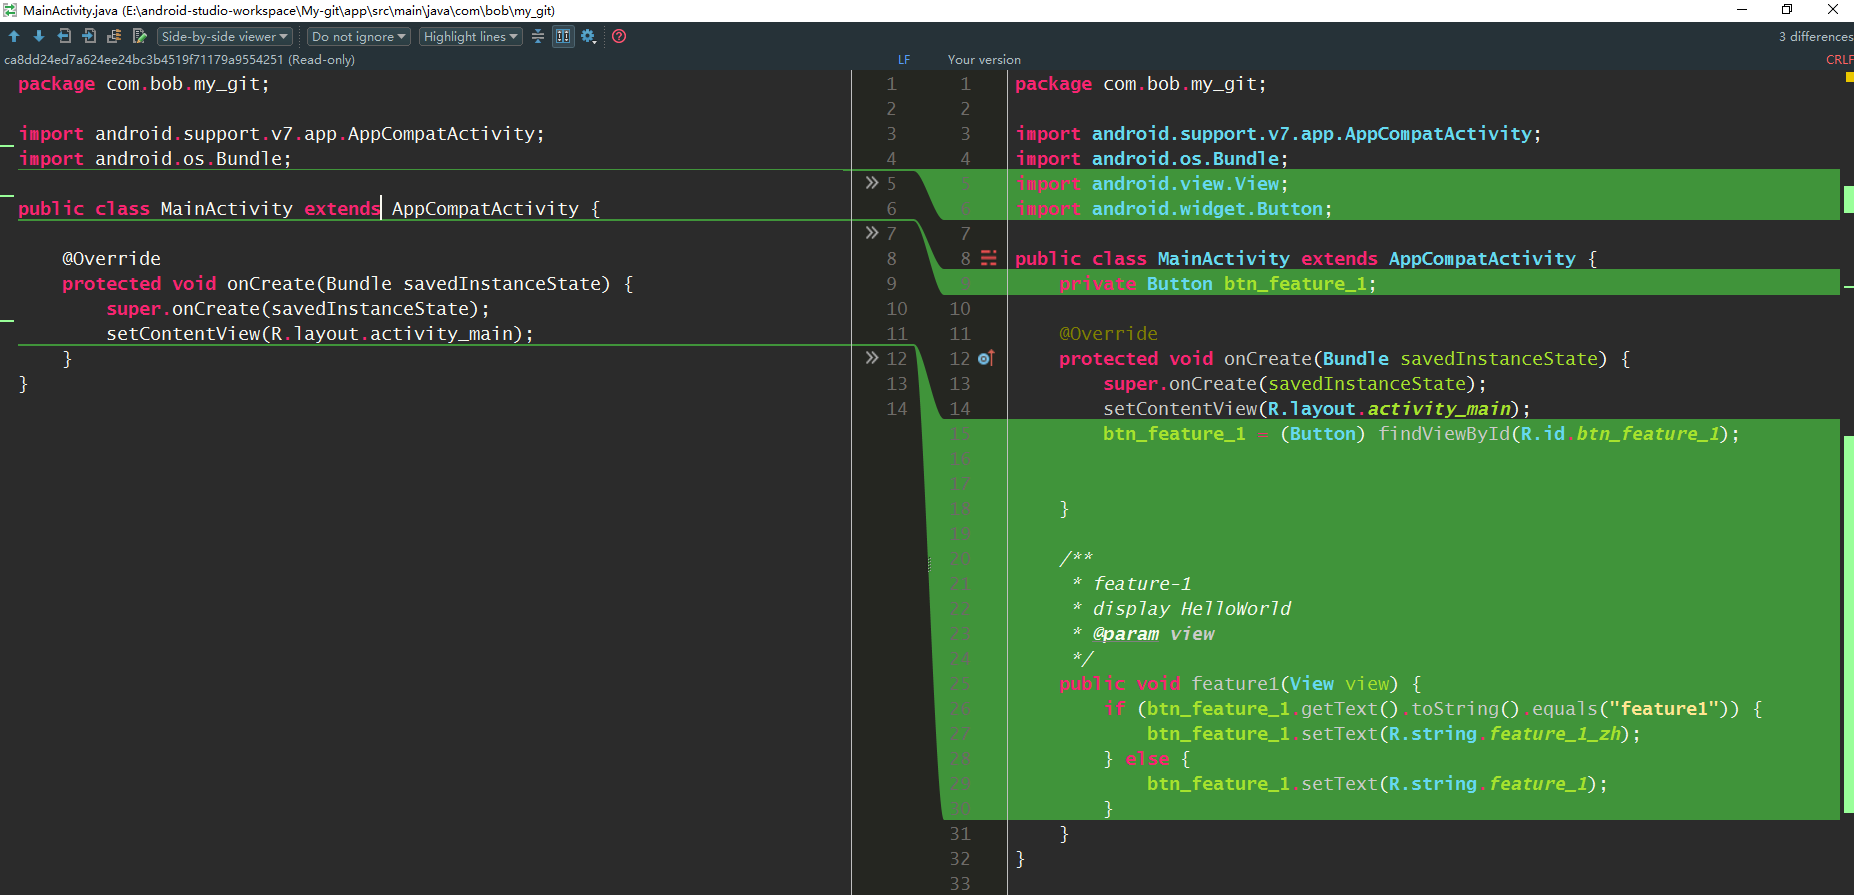 MainActivity.java (E:\android-studio-workspace\My-git\app\src\main\java\com\bob\my_git)
Side-by-side viewer Do not ignore Highlight lines 3 differences
ca8dd24ed7a624ee24bc3b4519f71179a9554251 (Read-only) LF Your version CRLF
package com.bob.my_git;
import android.support.v7.app.AppCompatActivity;
import android.os.Bundle;
public class MainActivity extends AppCompatActivity {
@Override
protected void onCreate(Bundle savedInstanceState) {
super.onCreate(savedInstanceState);
setContentView(R.layout.activity_main);
}
}
1
2
3
4
5
6
7
8
9
10
11
12
13
14
1 package com.bob.my_git;
2
3 import android.support.v7.app.AppCompatActivity;
4 import android.os.Bundle;
5 import android.view.View;
6 import android.widget.Button;
7
8 public class MainActivity extends AppCompatActivity {
9 private Button btn_feature_1;
10
11 @Override
12 protected void onCreate(Bundle savedInstanceState) {
13 super.onCreate(savedInstanceState);
14 setContentView(R.layout.activity_main);
15 btn_feature_1 = (Button) findViewById(R.id.btn_feature_1);
16
17
18 }
19
20 /**
21 * feature-1
22 * display HelloWorld
23 * @param view
24 */
25 public void feature1(View view) {
26 if (btn_feature_1.getText().toString().equals("feature1")) {
27 btn_feature_1.setText(R.string.feature_1_zh);
28 } else {
29 btn_feature_1.setText(R.string.feature_1);
30 }
31 }
32 }
33